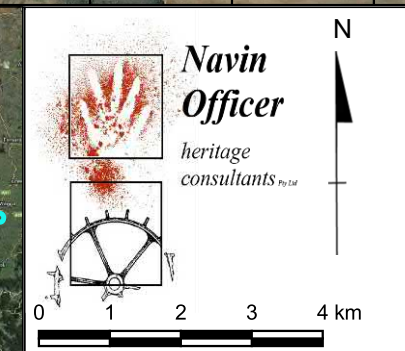 N
Navin
Officer
heritage
consultants Pty Ltd
0 1 2 3 4 km